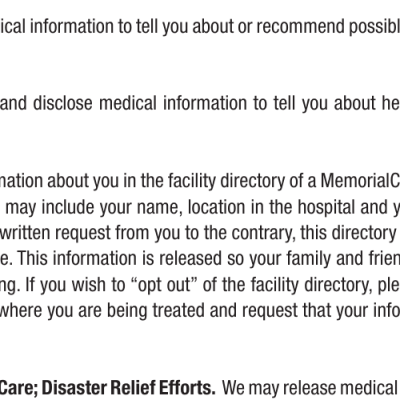 ical information to tell you about or recommend possibl
and disclose medical information to tell you about he
mation about you in the facility directory of a MemorialC
may include your name, location in the hospital and y
written request from you to the contrary, this directory
e. This information is released so your family and frien
ng. If you wish to “opt out” of the facility directory, ple
where you are being treated and request that your info
Care; Disaster Relief Efforts. We may release medical